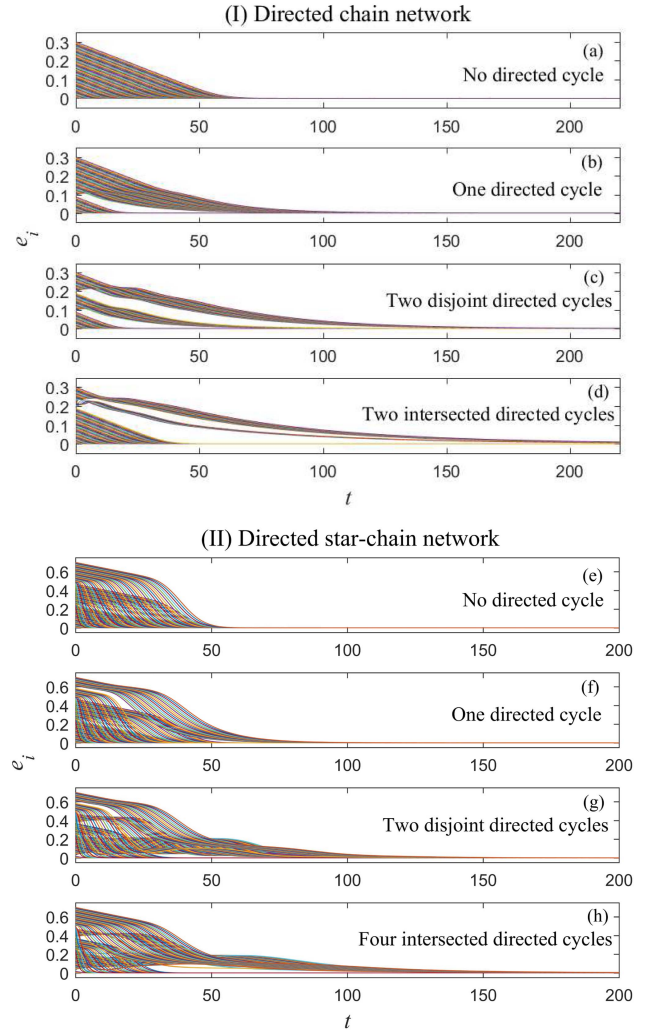 (I) Directed chain network
(a)
No directed cycle
0.3
0.2
0.1
0
0 50 100 150 200
(b)
One directed cycle
0.3
0.2
0.1
0
0 50 100 150 200
e_i
(c)
Two disjoint directed cycles
0.3
0.2
0.1
0
0 50 100 150 200
(d)
Two intersected directed cycles
0.3
0.2
0.1
0
0 50 100 150 200
t
(II) Directed star-chain network
(e)
No directed cycle
0.6
0.4
0.2
0
0 50 100 150 200
(f)
One directed cycle
0.6
0.4
0.2
0
0 50 100 150 200
e_i
(g)
Two disjoint directed cycles
0.6
0.4
0.2
0
0 50 100 150 200
(h)
Four intersected directed cycles
0.6
0.4
0.2
0
0 50 100 150 200
t